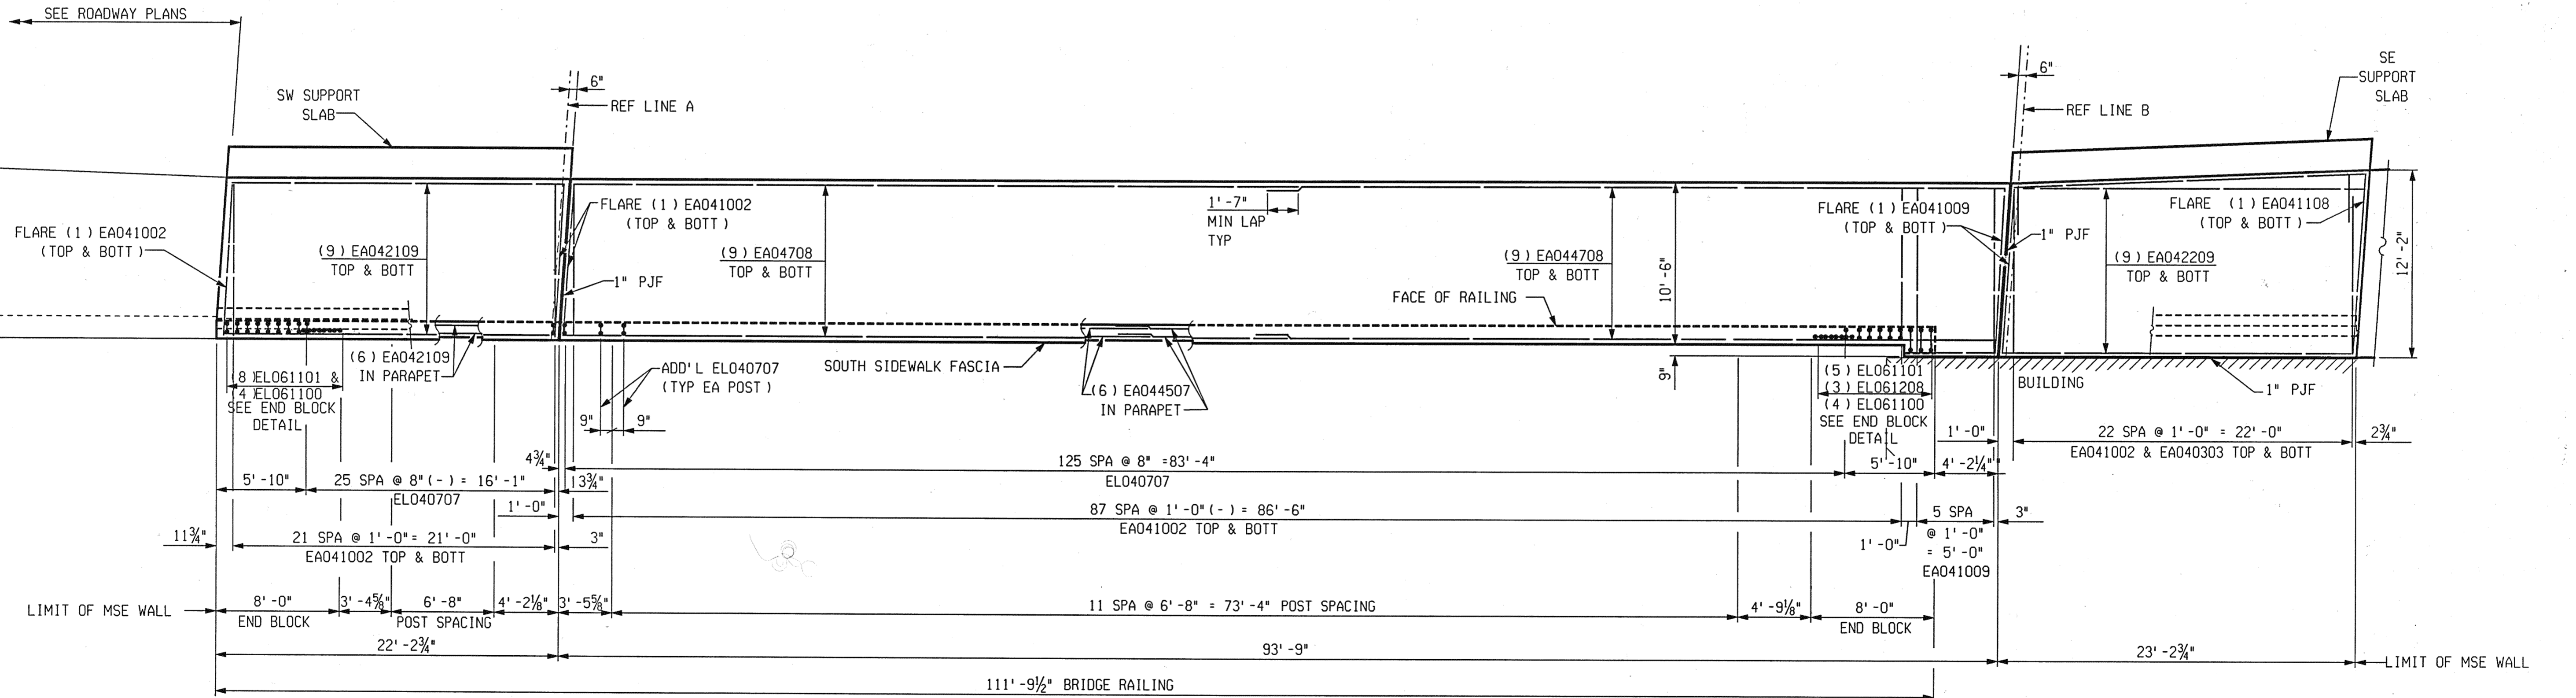 SEE ROADWAY PLANS
SW SUPPORT
SLAB
6"
REF LINE A
6"
REF LINE B
SE
SUPPORT
SLAB
FLARE (1) EA041002
(TOP & BOTT)
(9) EA042109
TOP & BOTT
FLARE (1) EA041002
(TOP & BOTT)
1" PJF
(9) EA04708
TOP & BOTT
1'-7"
MIN LAP
TYP
(9) EA044708
TOP & BOTT
FACE OF RAILING
10'-6"
FLARE (1) EA041009
(TOP & BOTT)
1" PJF
(9) EA042209
TOP & BOTT
FLARE (1) EA041108
(TOP & BOTT)
12'-2"
(8) EL061101 &
(4) EL061100
SEE END BLOCK
DETAIL
(6) EA042109
IN PARAPET
ADD'L EL040707
(TYP EA POST)
9"
9"
SOUTH SIDEWALK FASCIA
(6) EA044507
IN PARAPET
9"
(5) EL061101
(3) EL061208
(4) EL061100
SEE END BLOCK
DETAIL
BUILDING
1" PJF
1'-0"
22 SPA @ 1'-0" = 22'-0"
EA041002 & EA040303 TOP & BOTT
2¾"
4¾"
125 SPA @ 8" =83'-4"
EL040707
5'-10"
4'-2¼"
5'-10"
25 SPA @ 8"(-) = 16'-1"
EL040707
3¾"
1'-0"
87 SPA @ 1'-0"(-) = 86'-6"
EA041002 TOP & BOTT
1'-0"
5 SPA
@ 1'-0"
= 5'-0"
EA041009
3"
11¾"
21 SPA @ 1'-0"= 21'-0"
EA041002 TOP & BOTT
3"
LIMIT OF MSE WALL
8'-0"
END BLOCK
3'-4⅝"
6'-8"
POST SPACING
4'-2⅛"
3'-5⅝"
11 SPA @ 6'-8" = 73'-4" POST SPACING
4'-9⅛"
8'-0"
END BLOCK
22'-2¾"
93'-9"
23'-2¾"
LIMIT OF MSE WALL
111'-9½" BRIDGE RAILING